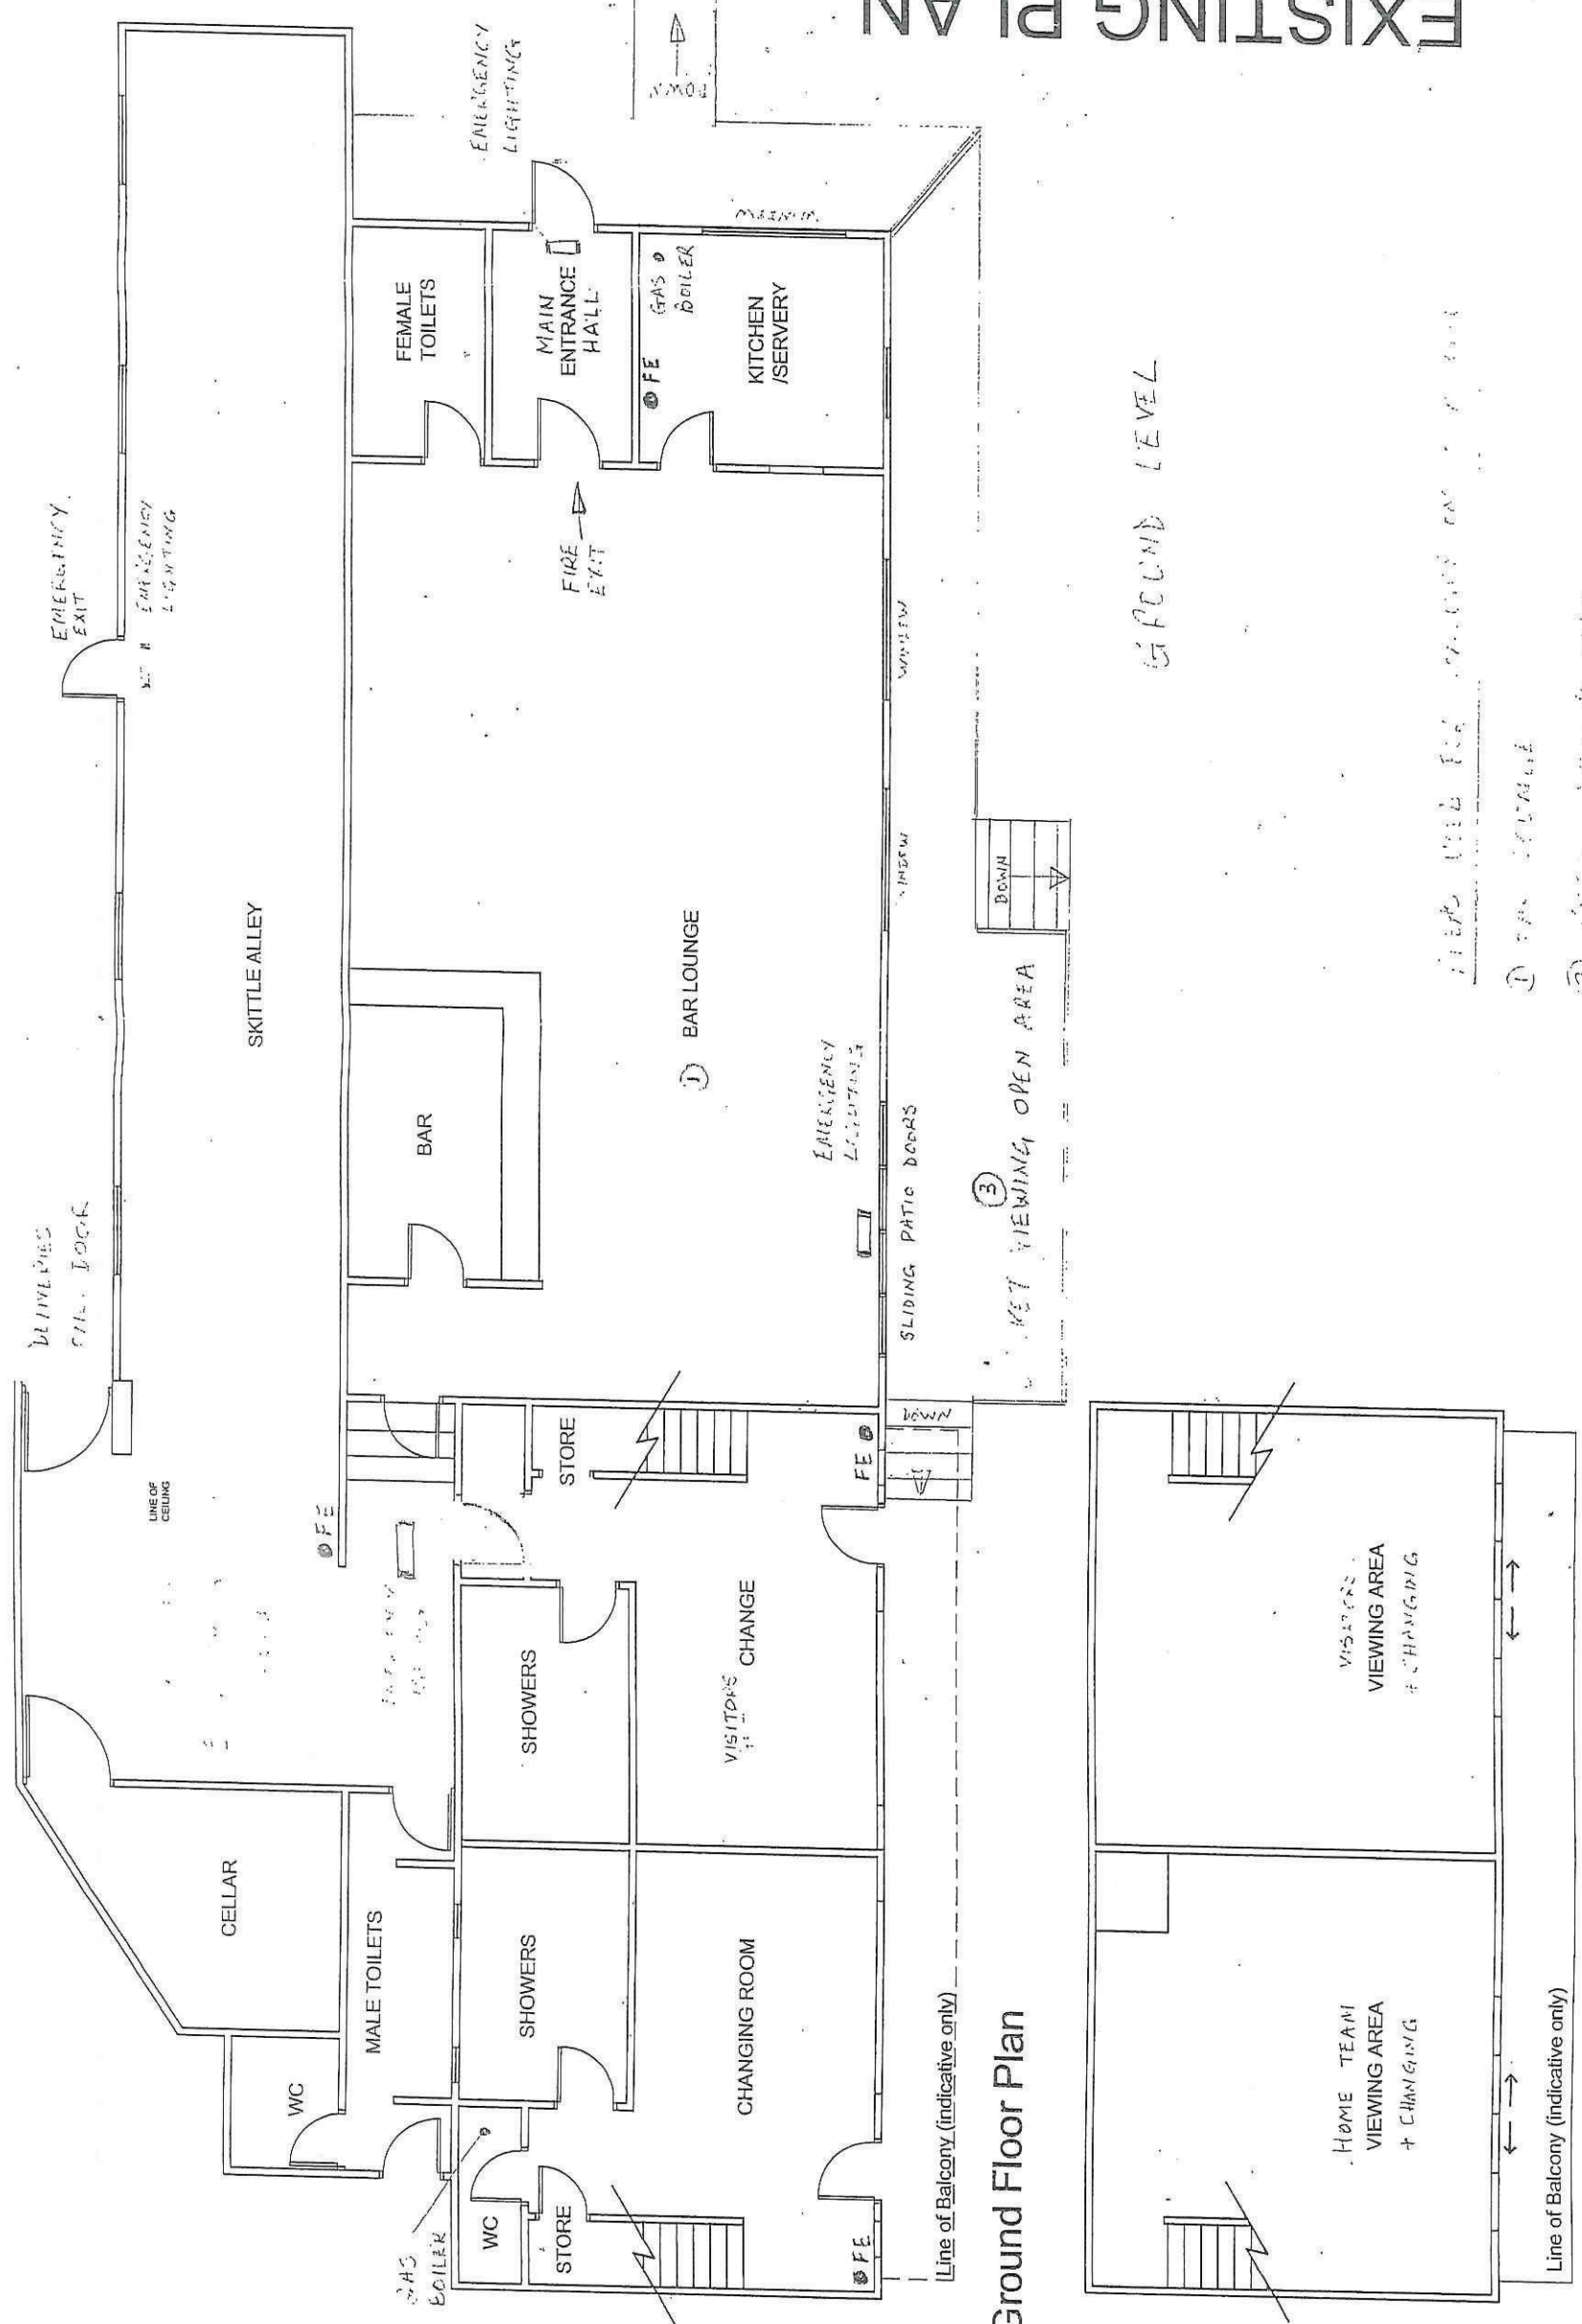 EXISTING PLAN
DOWN
EMERGENCY
LIGHTING
EMERGENCY
EXIT
EMERGENCY
LIGHTING
FEMALE
TOILETS
MAIN
ENTRANCE
HALL
GAS
BOILER
FE
KITCHEN
/SERVERY
FIRE
EXIT
WINDOW
GROUND LEVEL
SKITTLE ALLEY
BAR
1 BAR LOUNGE
EMERGENCY
LIGHTING
SLIDING PATIO DOORS
DOWN
3
VIEWING OPEN AREA
1
DELIVERIES
DOOR
LINE OF
CEILING
FE
STORE
FE
DOWN
SHOWERS
VISITORS CHANGE
CELLAR
MALE TOILETS
WC
SHOWERS
CHANGING ROOM
GAS
BOILER
WC
STORE
FE
Line of Balcony (indicative only)
Ground Floor Plan
VISITORS
VIEWING AREA
+ CHANGING
HOME TEAM
VIEWING AREA
+ CHANGING
Line of Balcony (indicative only)